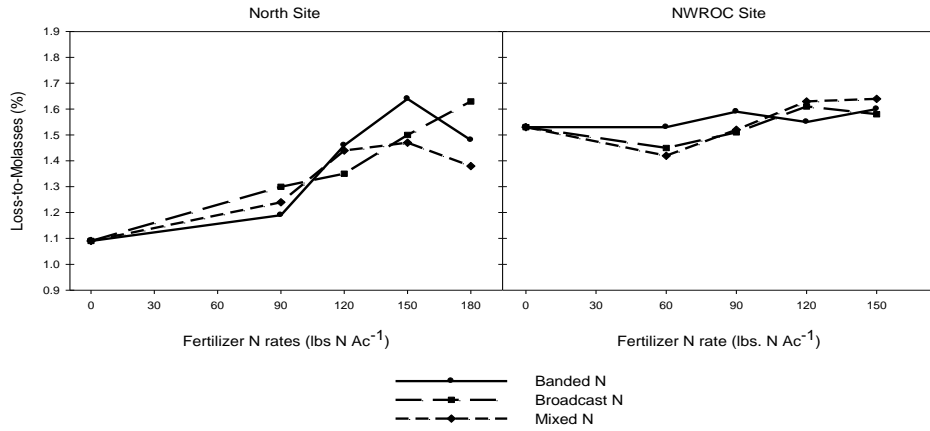 North Site
NWROC Site
Loss-to-Molasses (%)
1.9
1.8
1.7
1.6
1.5
1.4
1.3
1.2
1.1
1.0
0.9
0 30 60 90 120 150 180
0 30 60 90 120 150
Fertilizer N rates (lbs N Ac-1)
Fertilizer N rate (lbs. N Ac-1)
Banded N
Broadcast N
Mixed N